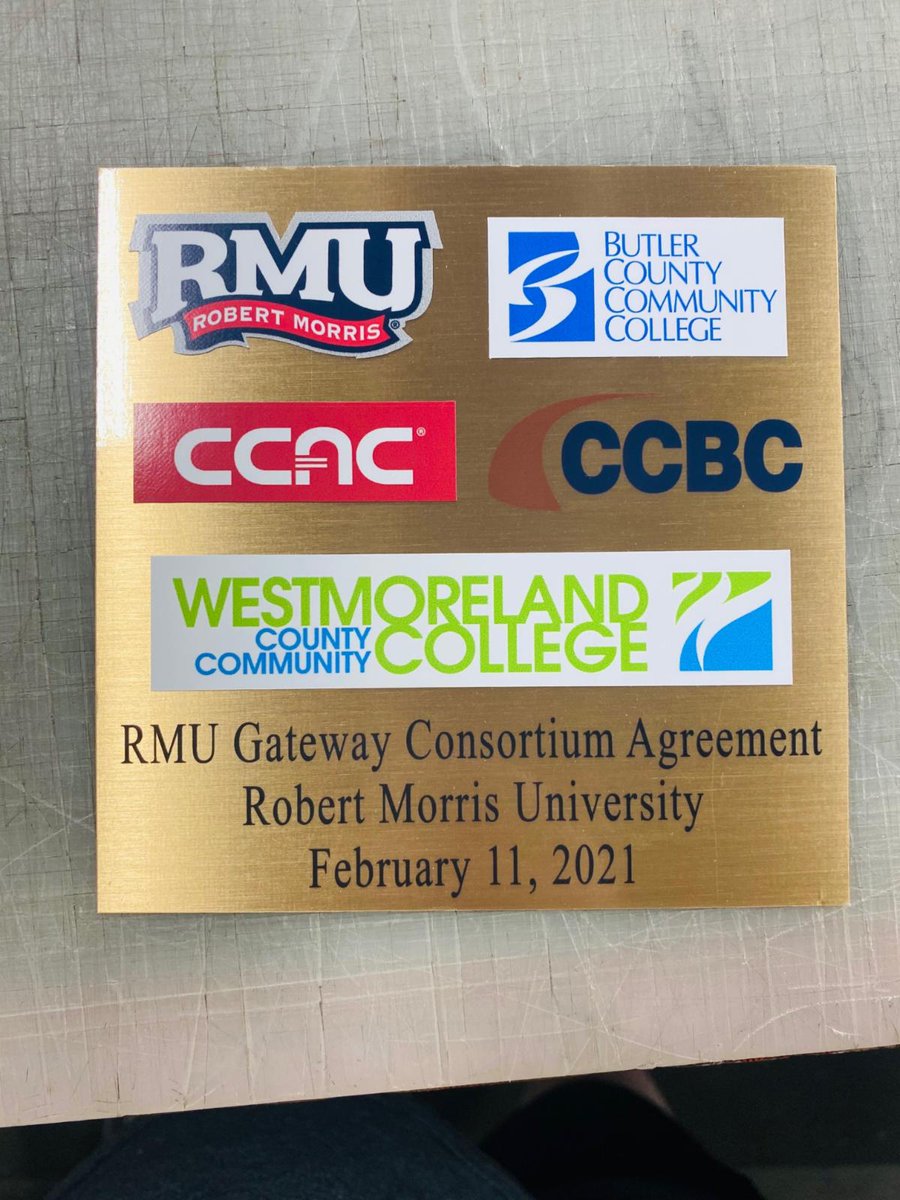 RMU
ROBERT MORRIS®
BUTLER
COUNTY
COMMUNITY
COLLEGE
CCAC®
CCBC
WESTMORELAND
COUNTY
COMMUNITY
COLLEGE
RMU Gateway Consortium Agreement
Robert Morris University
February 11, 2021